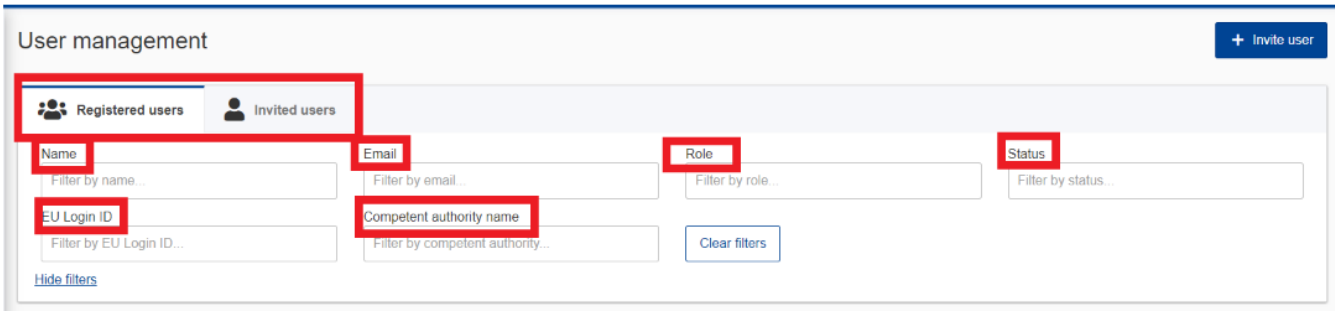 User management
+ Invite user
Registered users Invited users
Name Email Role Status
Filter by name... Filter by email... Filter by role... Filter by status...
EU Login ID Competent authority name
Filter by EU Login ID... Filter by competent authority... Clear filters
Hide filters